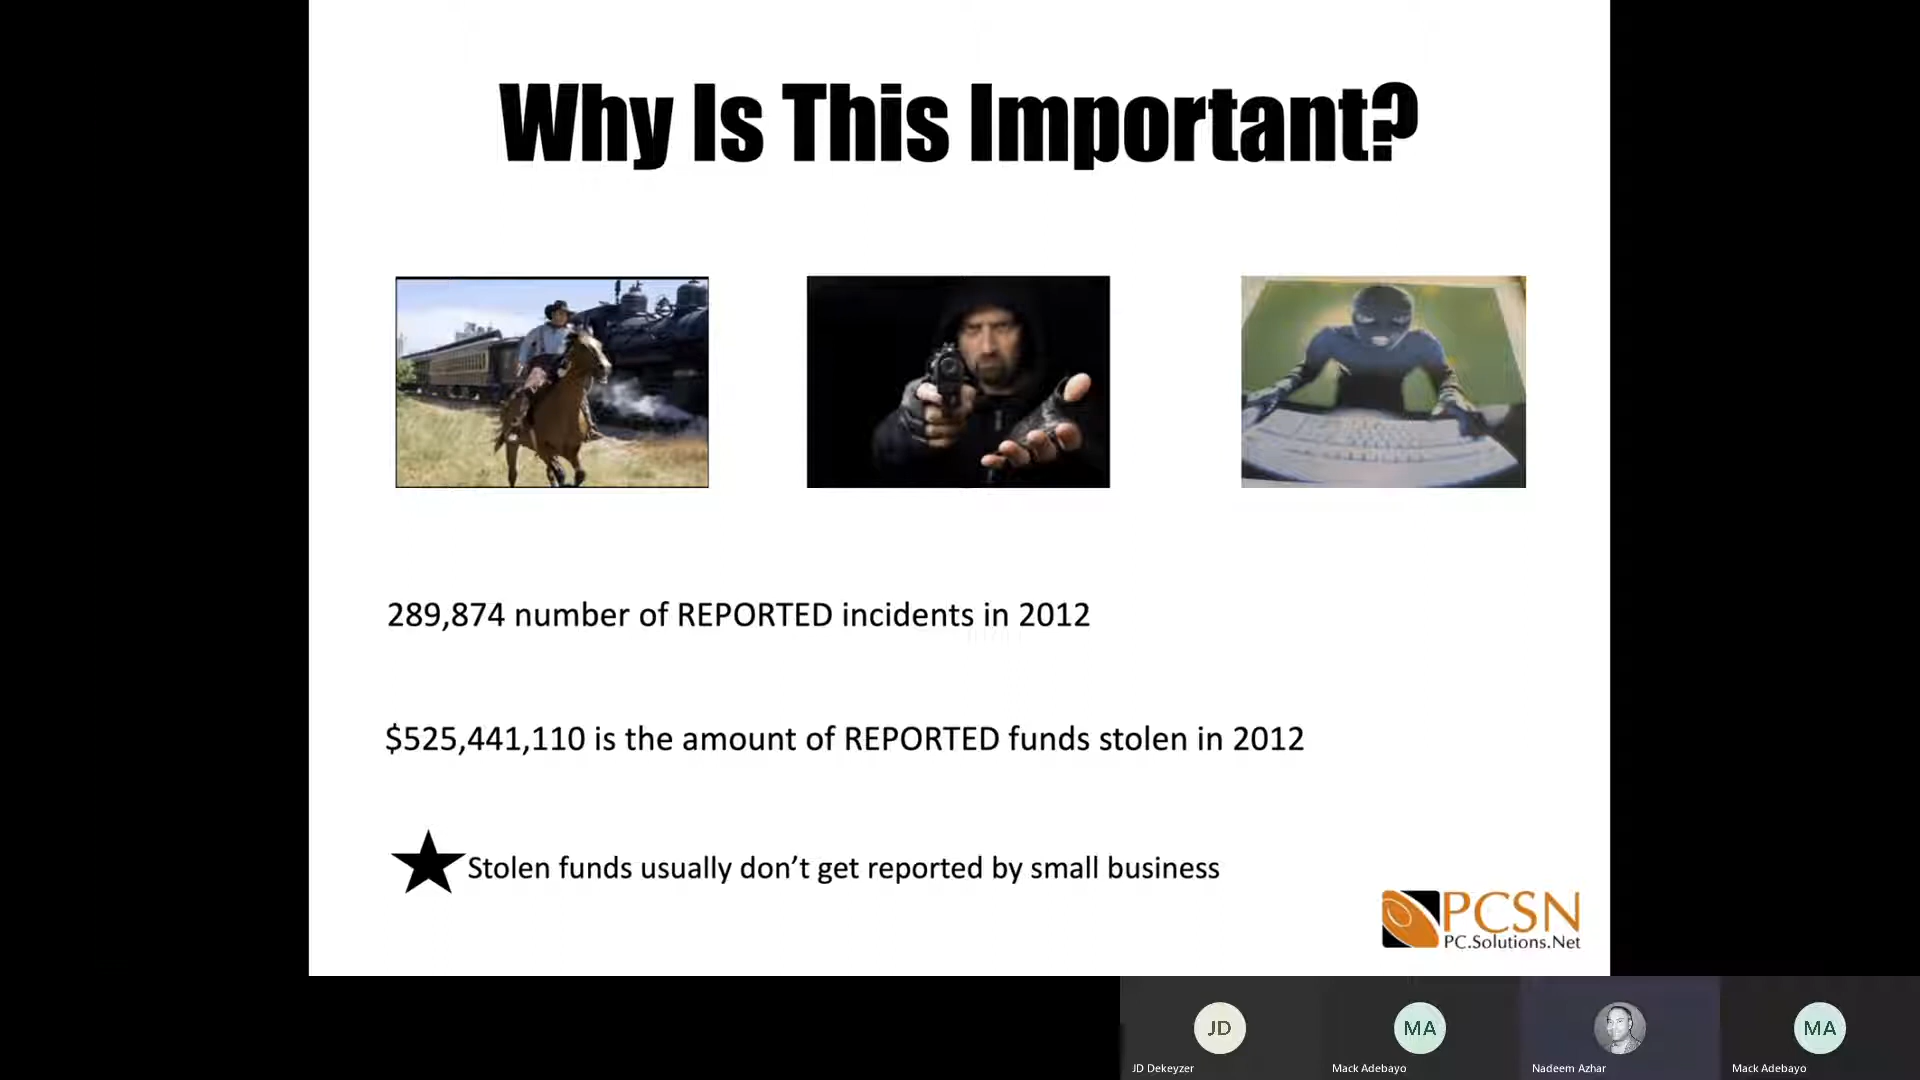 Why Is This Important?
289,874 number of REPORTED incidents in 2012
$525,441,110 is the amount of REPORTED funds stolen in 2012
Stolen funds usually don’t get reported by small business
PCSN
PC.Solutions.Net
JD
MA
MA
JD Dekeyzer
Mack Adebayo
Nadeem Azhar
Mack Adebayo